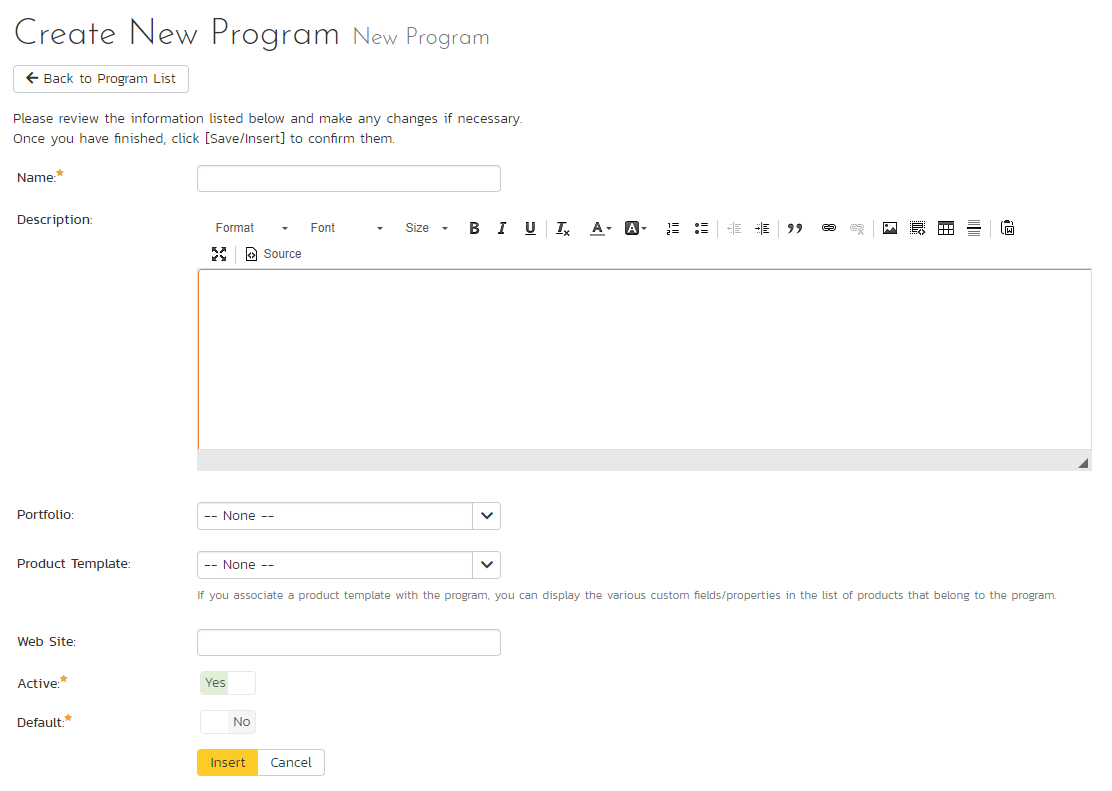 Create New Program New Program
Back to Program List
Please review the information listed below and make any changes if necessary.
Once you have finished, click [Save/Insert] to confirm them.
Name:*
Description:
Format Font Size B I U Tx A A
Source
Portfolio:
-- None --
Product Template:
-- None --
If you associate a product template with the program, you can display the various custom fields/properties in the list of products that belong to the program.
Web Site:
Active:*
Yes
Default:*
No
Insert Cancel